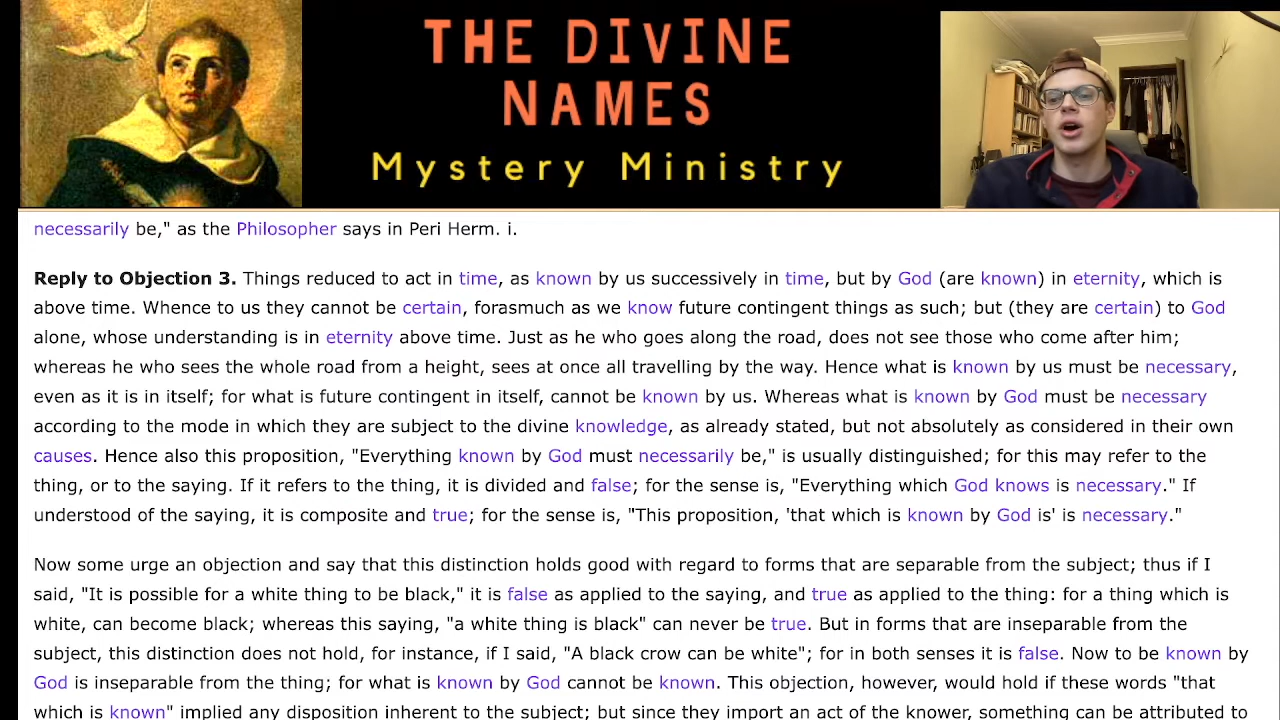 THE DIVINE
NAMES
Mystery Ministry
necessarily be," as the Philosopher says in Peri Herm. i.
Reply to Objection 3. Things reduced to act in time, as known by us successively in time, but by God (are known) in eternity, which is
above time. Whence to us they cannot be certain, forasmuch as we know future contingent things as such; but (they are certain) to God
alone, whose understanding is in eternity above time. Just as he who goes along the road, does not see those who come after him;
whereas he who sees the whole road from a height, sees at once all travelling by the way. Hence what is known by us must be necessary,
even as it is in itself; for what is future contingent in itself, cannot be known by us. Whereas what is known by God must be necessary
according to the mode in which they are subject to the divine knowledge, as already stated, but not absolutely as considered in their own
causes. Hence also this proposition, "Everything known by God must necessarily be," is usually distinguished; for this may refer to the
thing, or to the saying. If it refers to the thing, it is divided and false; for the sense is, "Everything which God knows is necessary." If
understood of the saying, it is composite and true; for the sense is, "This proposition, 'that which is known by God is' is necessary."
Now some urge an objection and say that this distinction holds good with regard to forms that are separable from the subject; thus if I
said, "It is possible for a white thing to be black," it is false as applied to the saying, and true as applied to the thing: for a thing which is
white, can become black; whereas this saying, "a white thing is black" can never be true. But in forms that are inseparable from the
subject, this distinction does not hold, for instance, if I said, "A black crow can be white"; for in both senses it is false. Now to be known by
God is inseparable from the thing; for what is known by God cannot be known. This objection, however, would hold if these words "that
which is known" implied any disposition inherent to the subject; but since they import an act of the knower, something can be attributed to